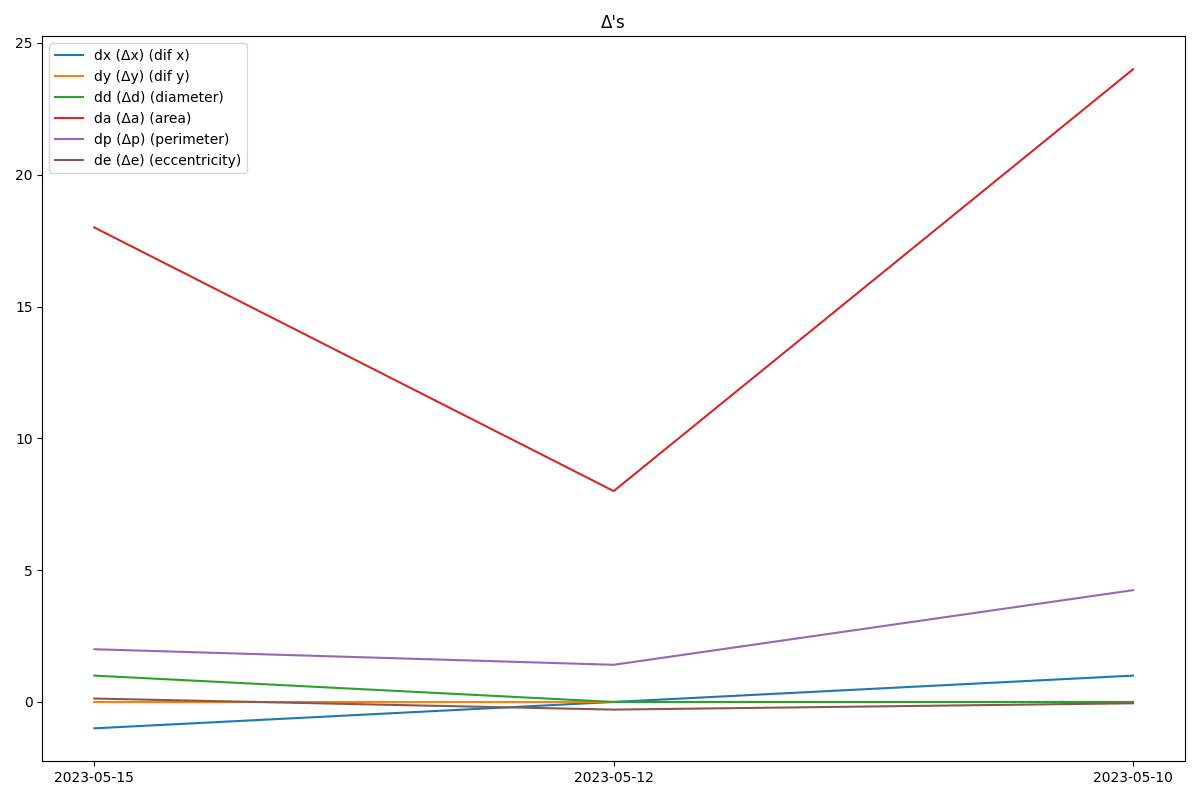 Δ's
25
20
15
10
5
0
dx (Δx) (dif x)
dy (Δy) (dif y)
dd (Δd) (diameter)
da (Δa) (area)
dp (Δp) (perimeter)
de (Δe) (eccentricity)
2023-05-15
2023-05-12
2023-05-10